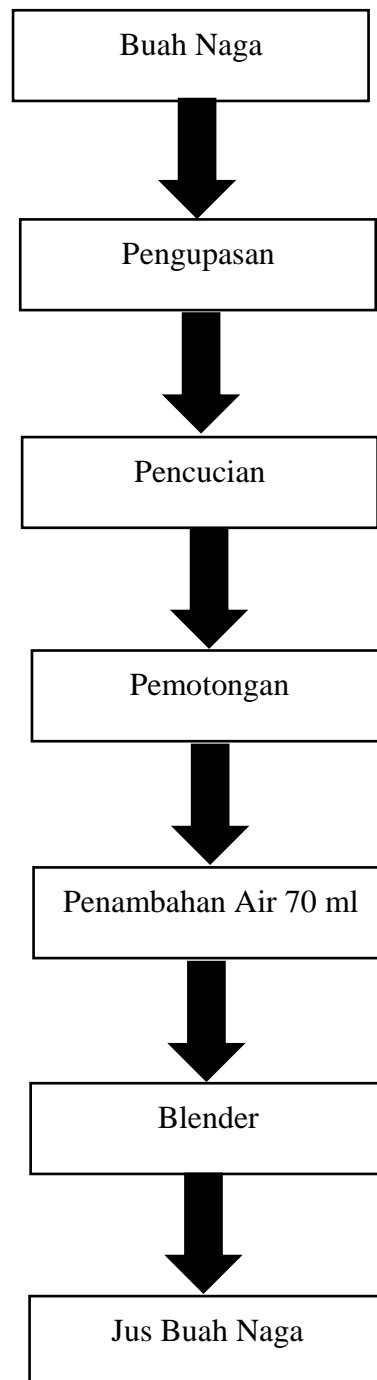 Buah Naga
Pengupasan
Pencucian
Pemotongan
Penambahan Air 70 ml
Blender
Jus Buah Naga